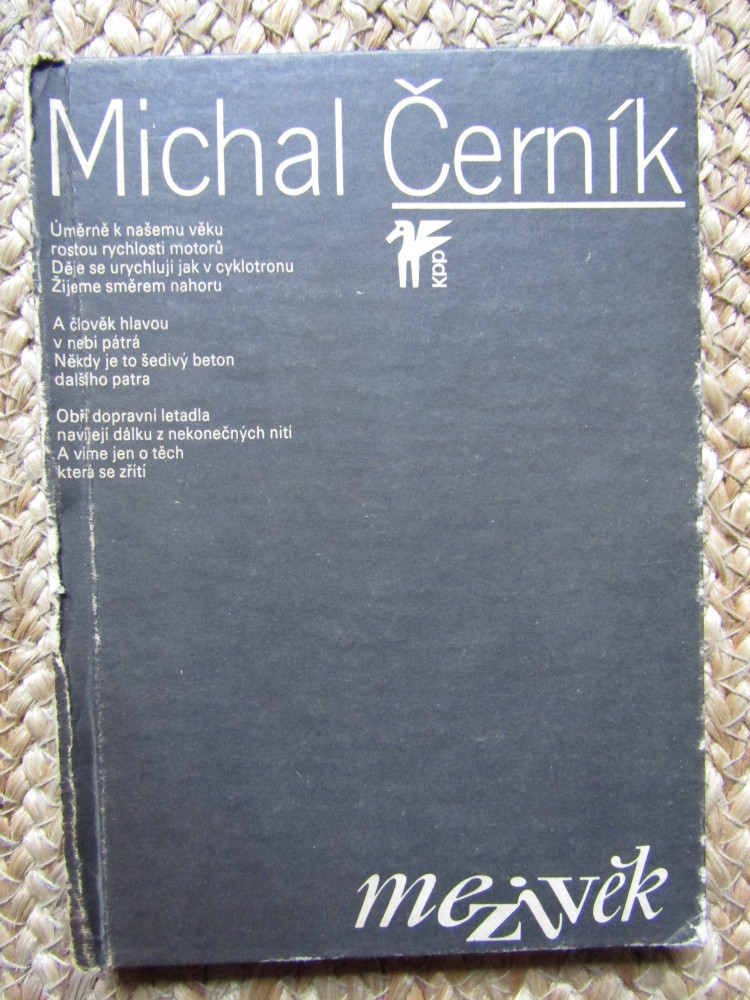 Michal Černík
Úměrně k našemu věku
rostou rychlosti motorů
Děje se urychlují jak v cyklotronu
Žijeme směrem nahoru
A člověk hlavou
v nebi pátrá
Někdy je to šedivý beton
dalšího patra
Obří dopravní letadla
navíjejí dálku z nekonečných nití
A víme jen o těch
která se zřítí
kpp
mezivěk